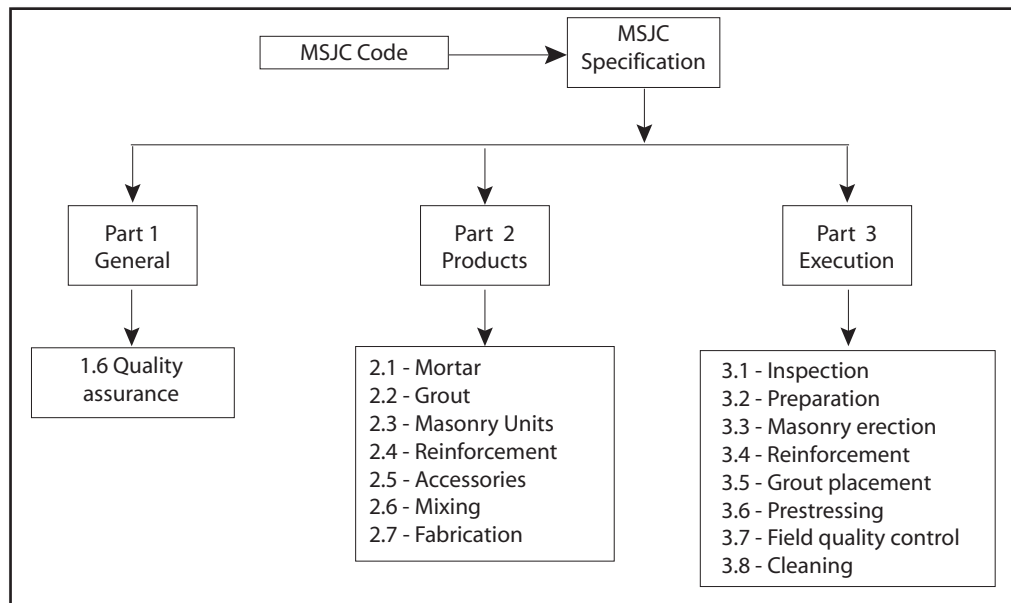 MSJC Code
MSJC
Specification
Part 1
General
Part 2
Products
Part 3
Execution
1.6 Quality
assurance
2.1 - Mortar
2.2 - Grout
2.3 - Masonry Units
2.4 - Reinforcement
2.5 - Accessories
2.6 - Mixing
2.7 - Fabrication
3.1 - Inspection
3.2 - Preparation
3.3 - Masonry erection
3.4 - Reinforcement
3.5 - Grout placement
3.6 - Prestressing
3.7 - Field quality control
3.8 - Cleaning